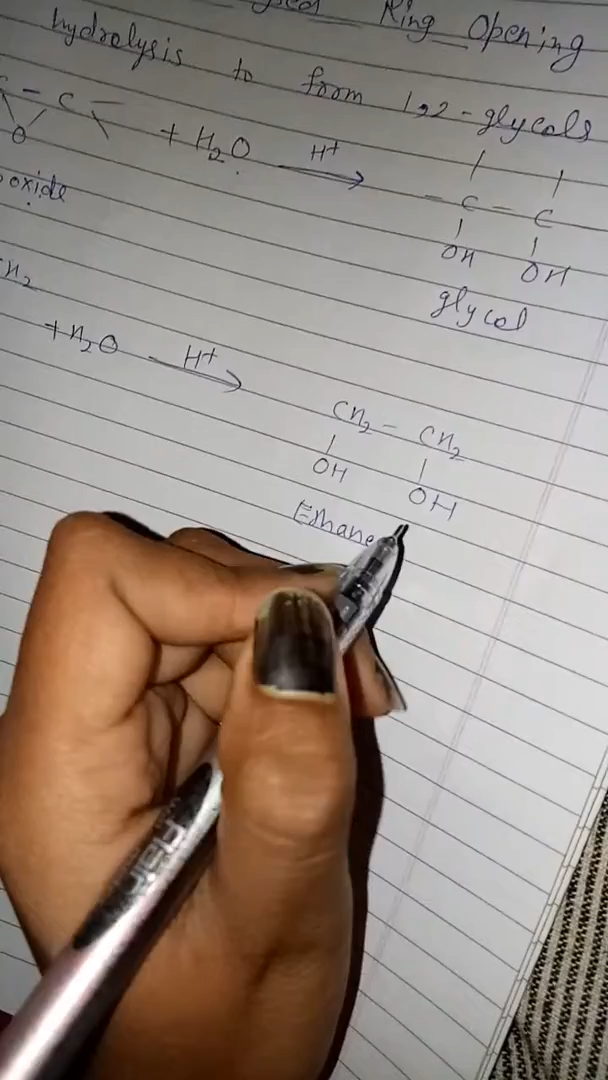 Ring Opening
hydrolysis to from 1,2-glycols
- C -
O
+ H2O H+
- C - C
OH OH
oxide
glycol
H2
+ H2O H+
CH2 - CH2
OH OH
Ethane